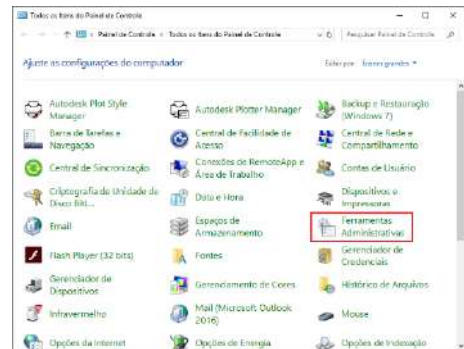 Todos os Itens do Painel de Controle
Painel de Controle > Todos os Itens do Painel de Controle
Pesquisar Painel de Controle
Ajuste as configurações do computador
Exibir por: Ícones grandes
Autodesk Plot Style Manager
Autodesk Plotter Manager
Backup e Restauração (Windows 7)
Barra de Tarefas e Navegação
Central de Facilidade de Acesso
Central de Rede e Compartilhamento
Central de Sincronização
Conexões de RemoteApp e Área de Trabalho
Contas de Usuário
Criptografia de Unidade de Disco BitL...
Data e Hora
Dispositivos e Impressoras
Email
Espaços de Armazenamento
Ferramentas Administrativas
Flash Player (32 bits)
Fontes
Gerenciador de Credenciais
Gerenciador de Dispositivos
Gerenciamento de Cores
Histórico de Arquivos
Infravermelho
Mail (Microsoft Outlook 2016)
Mouse
Opções da Internet
Opções de Energia
Opções de Indexação